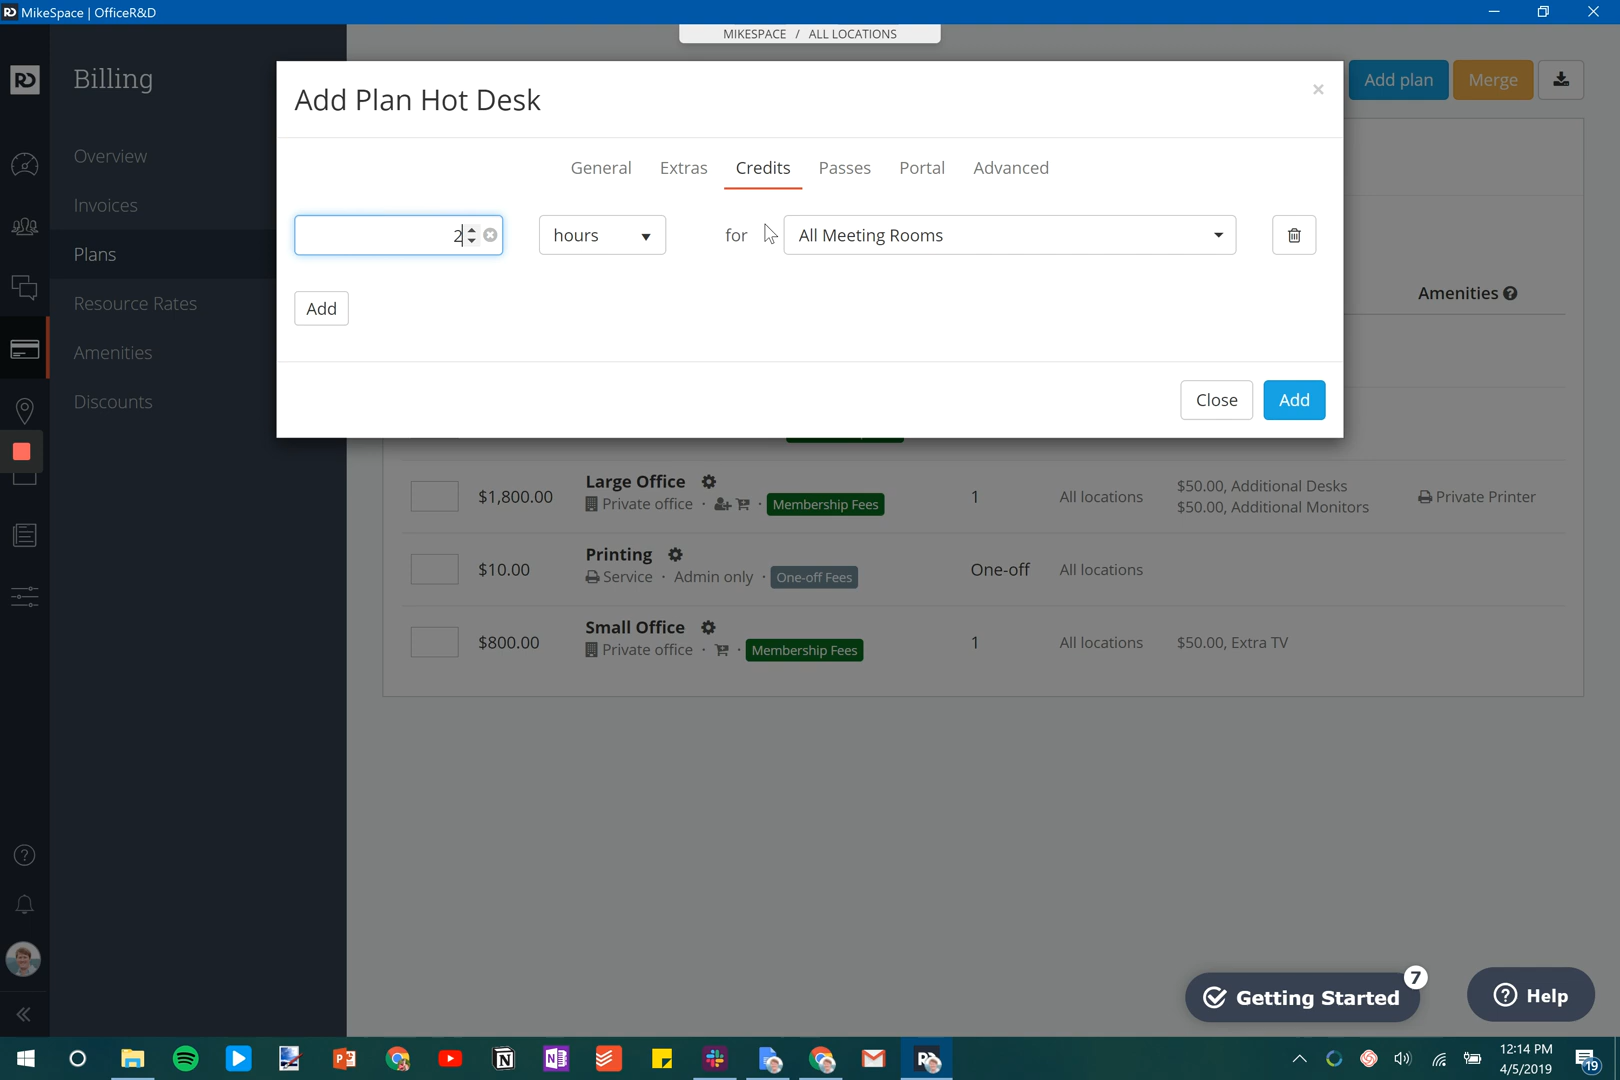 MikeSpace | OfficeR&D
MIKESPACE / ALL LOCATIONS
RD
Billing
Overview
Invoices
Plans
Resource Rates
Amenities
Discounts
Add plan
Merge
Add Plan Hot Desk
×
General Extras Credits Passes Portal Advanced
2 hours for All Meeting Rooms
Add
Close Add
Amenities ?
$1,800.00 Large Office 1 All locations $50.00, Additional Desks Private Printer
Private office · · Membership Fees $50.00, Additional Monitors
$10.00 Printing One-off All locations
Service · Admin only · One-off Fees
$800.00 Small Office 1 All locations $50.00, Extra TV
Private office · · Membership Fees
Getting Started 7
? Help
12:14 PM
4/5/2019
19